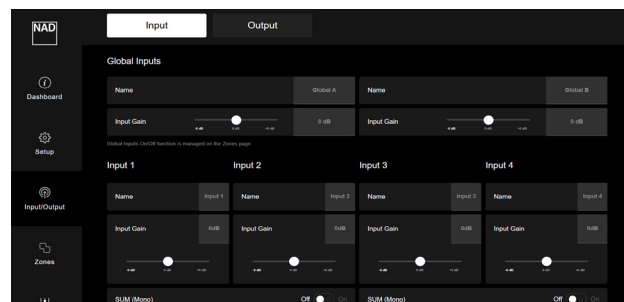 NAD
Input Output
Global Inputs
Dashboard
Name Global A Name Global B
Input Gain 0 dB Input Gain 0 dB
Setup
Global Inputs On/Off function is managed on the Zones page
Input 1 Input 2 Input 3 Input 4
Input/Output
Name Input 1 Name Input 2 Name Input 3 Name Input 4
Input Gain 0dB Input Gain 0dB Input Gain 0dB Input Gain 0dB
Zones
SUM (Mono) Off On SUM (Mono) Off On